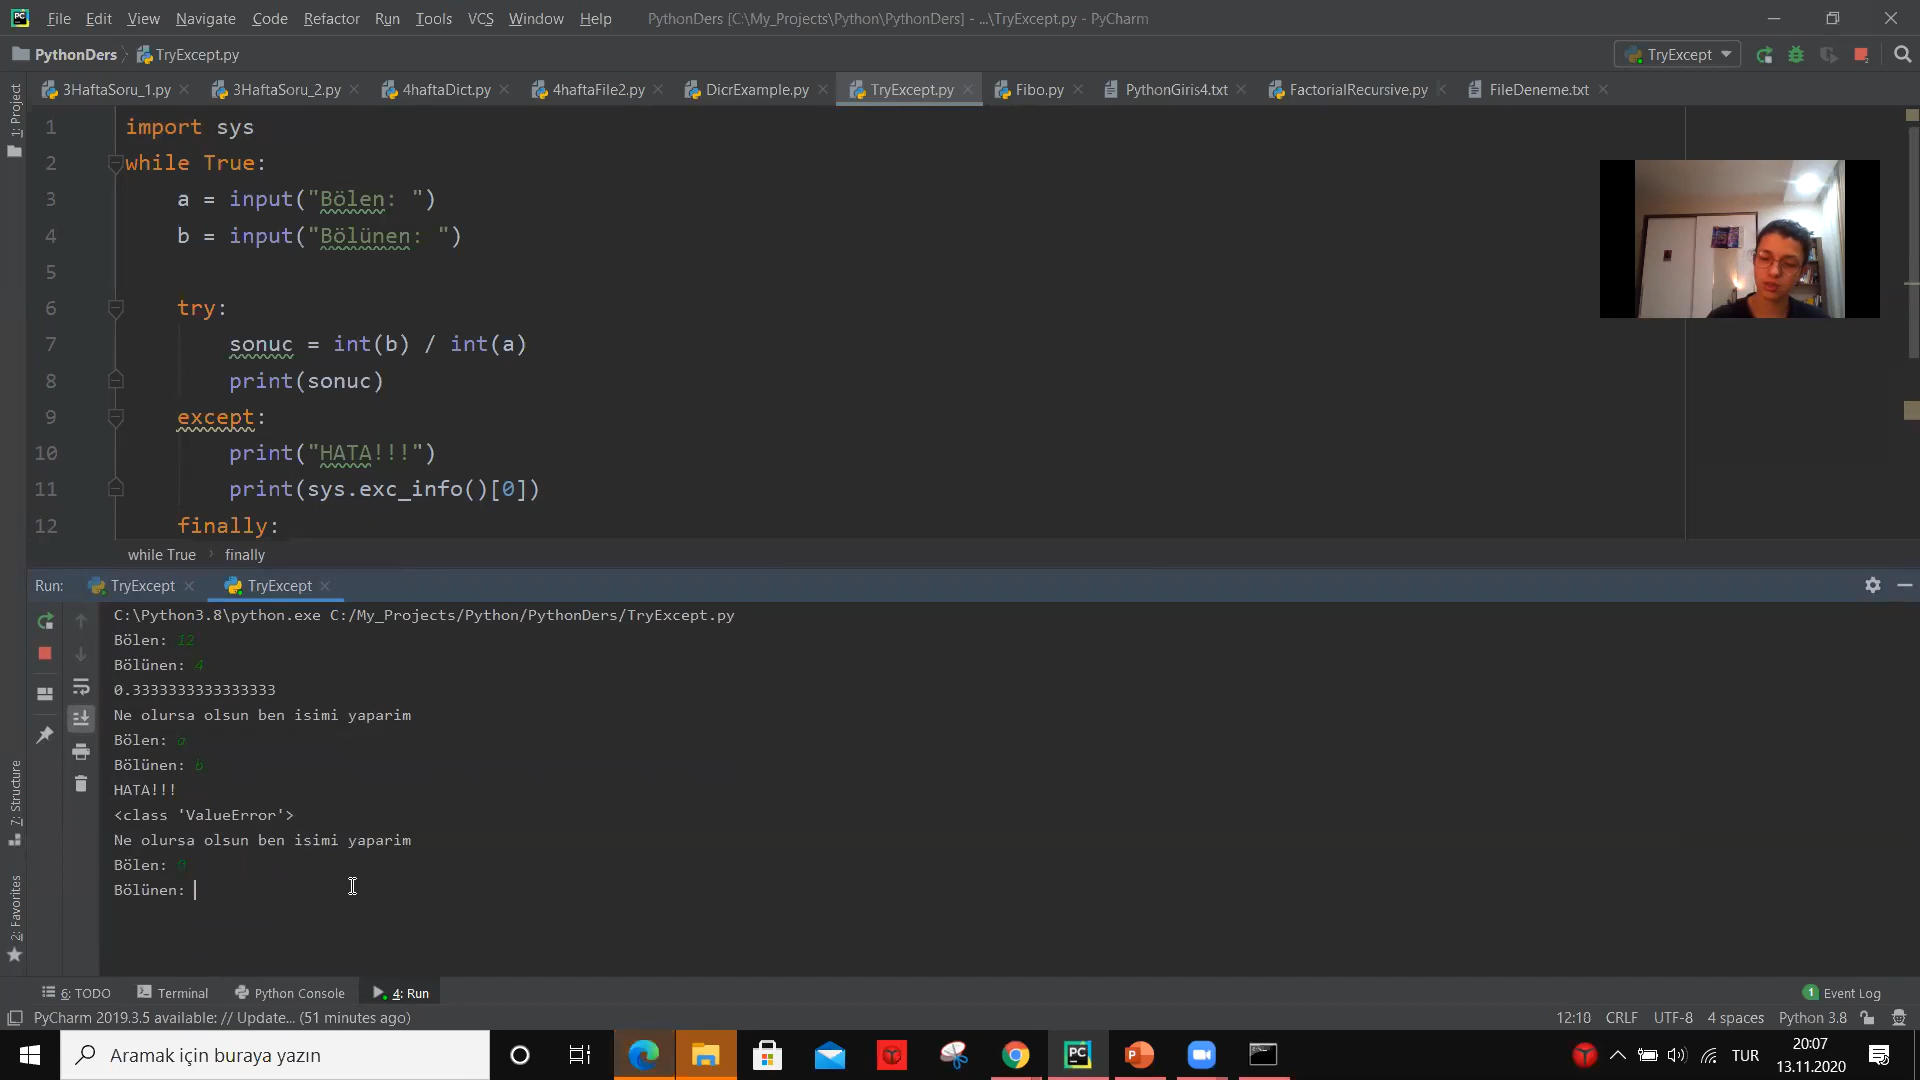 File Edit View Navigate Code Refactor Run Tools VCS Window Help PythonDers [C:\My_Projects\Python\PythonDers] - ...\TryExcept.py - PyCharm
PythonDers TryExcept.py TryExcept
3HaftaSoru_1.py 3HaftaSoru_2.py 4haftaDict.py 4haftaFile2.py DicrExample.py TryExcept.py Fibo.py PythonGiris4.txt FactorialRecursive.py FileDeneme.txt
1: Project
1 import sys
2 while True:
3 a = input("Bölen: ")
4 b = input("Bölünen: ")
5
6 try:
7 sonuc = int(b) / int(a)
8 print(sonuc)
9 except:
10 print("HATA!!!")
11 print(sys.exc_info()[0])
12 finally:
while True finally
Run: TryExcept TryExcept
C:\Python3.8\python.exe C:/My_Projects/Python/PythonDers/TryExcept.py
Bölen: 12
Bölünen: 4
0.3333333333333333
Ne olursa olsun ben isimi yaparim
Bölen: a
Bölünen: b
HATA!!!
<class 'ValueError'>
Ne olursa olsun ben isimi yaparim
Bölen: 0
Bölünen:
7: Structure
2: Favorites
6: TODO Terminal Python Console 4: Run 1 Event Log
PyCharm 2019.3.5 available: // Update... (51 minutes ago) 12:10 CRLF UTF-8 4 spaces Python 3.8
Aramak için buraya yazın
TUR
20:07
13.11.2020